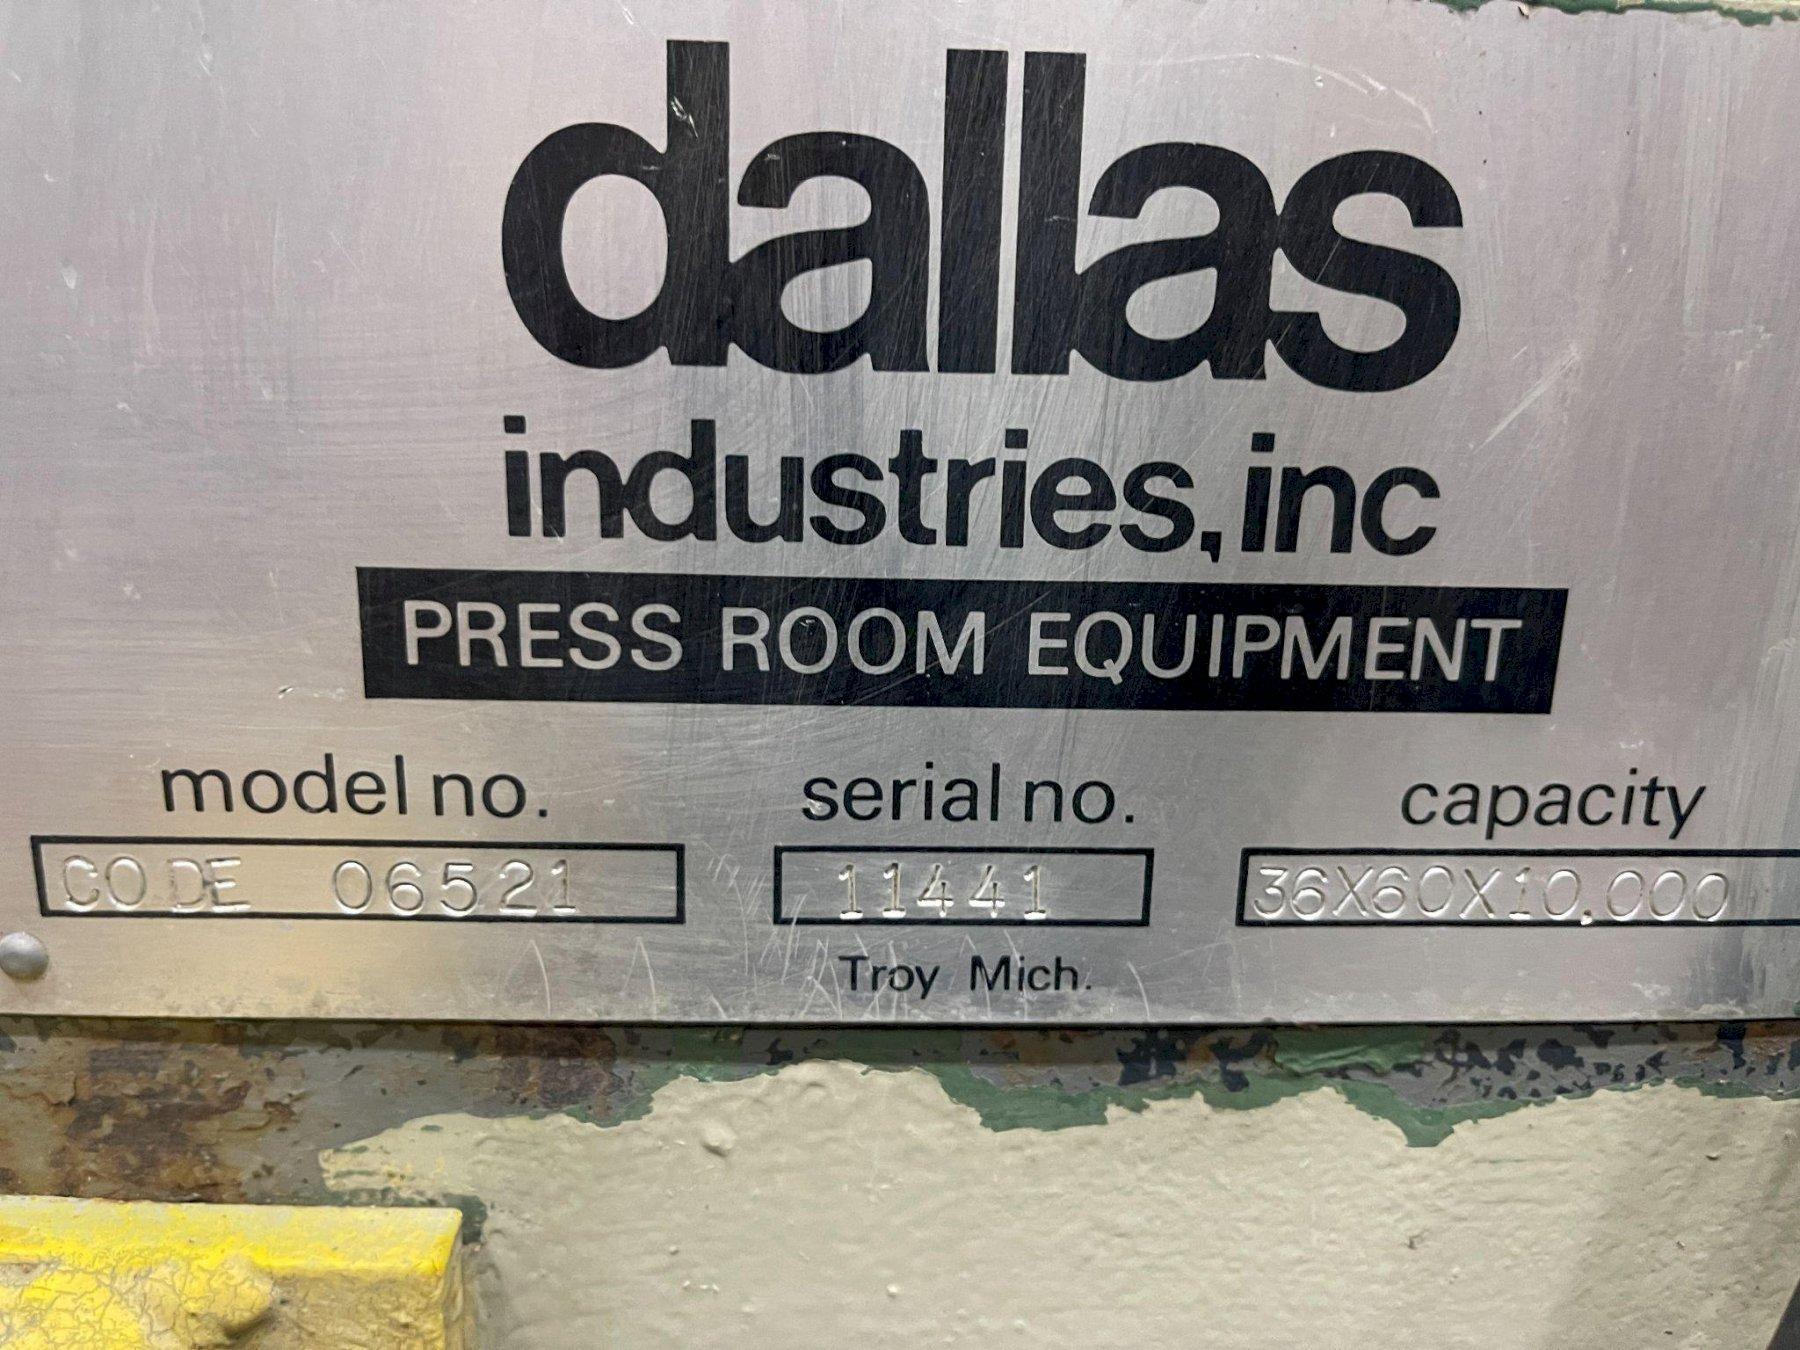 dallas
industries, inc
PRESS ROOM EQUIPMENT
model no. serial no. capacity
CODE 06521 11441 36X60X10,000
Troy Mich.